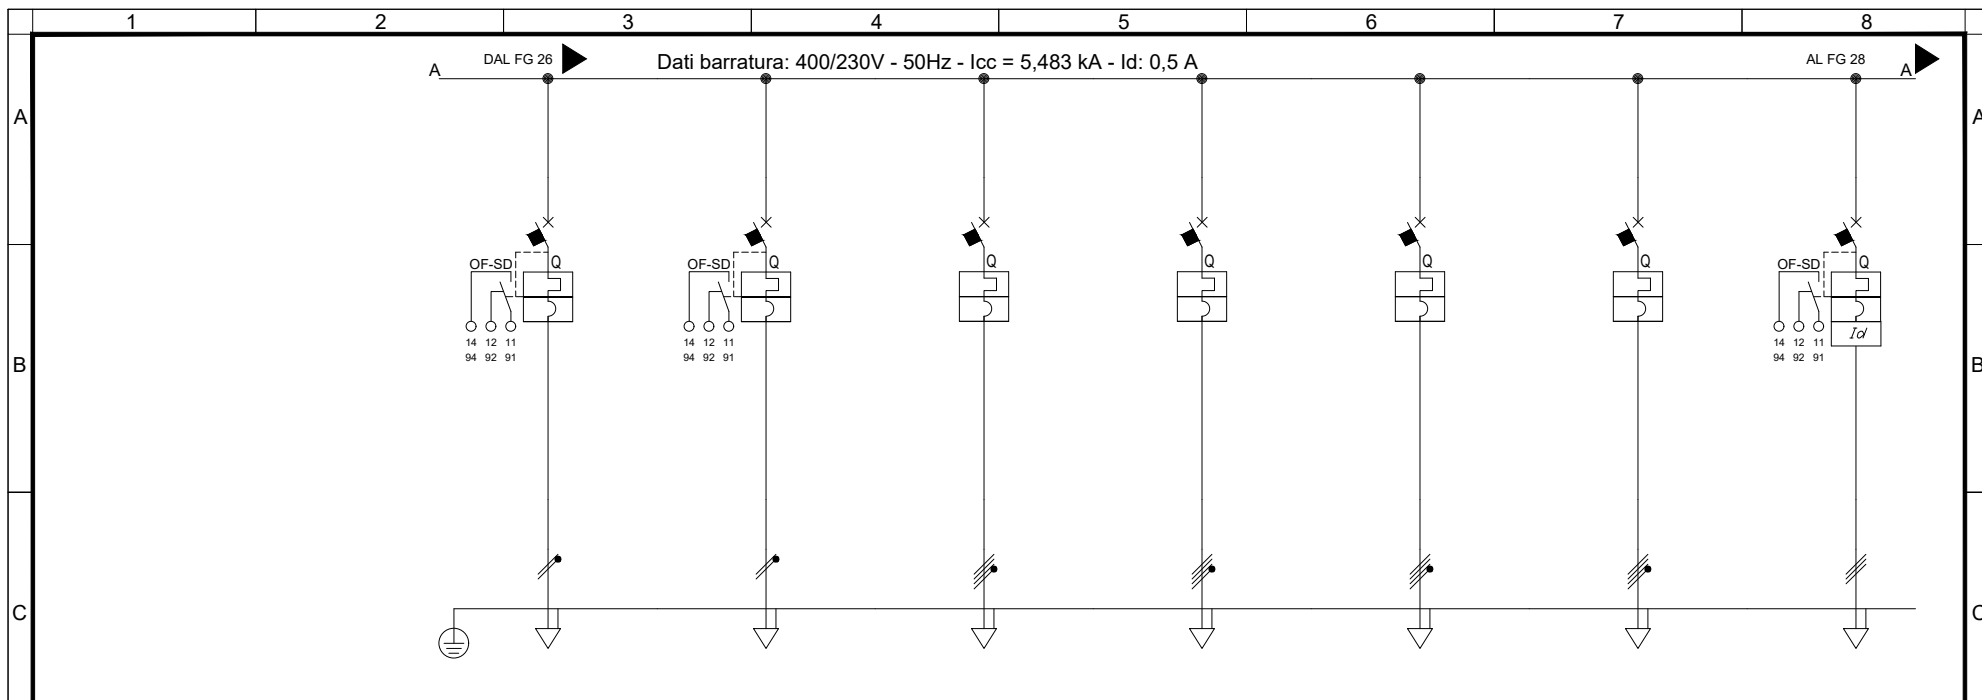 1 2 3 4 5 6 7 8
DAL FG 26 Dati barratura: 400/230V - 50Hz - Icc = 5,483 kA - Id: 0,5 A AL FG 28
A A
A A
Q Q Q Q Q Q Q
OF-SD OF-SD OF-SD
Id
14 12 11 14 12 11 14 12 11
94 92 91 94 92 91 94 92 91
B B
C C